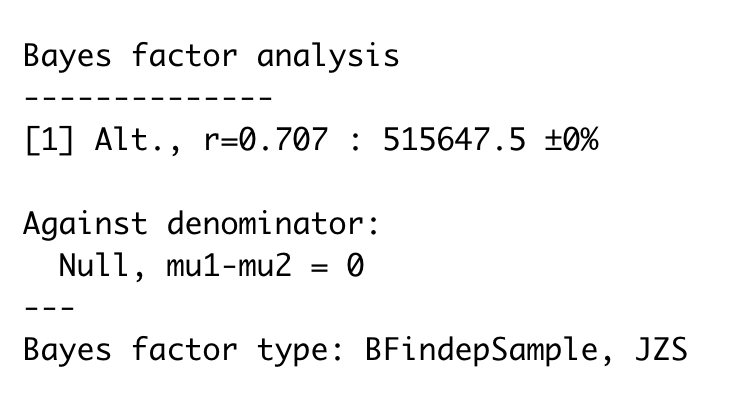 Bayes factor analysis
--------------
[1] Alt., r=0.707 : 515647.5 ±0%

Against denominator:
  Null, mu1-mu2 = 0
---
Bayes factor type: BFindepSample, JZS